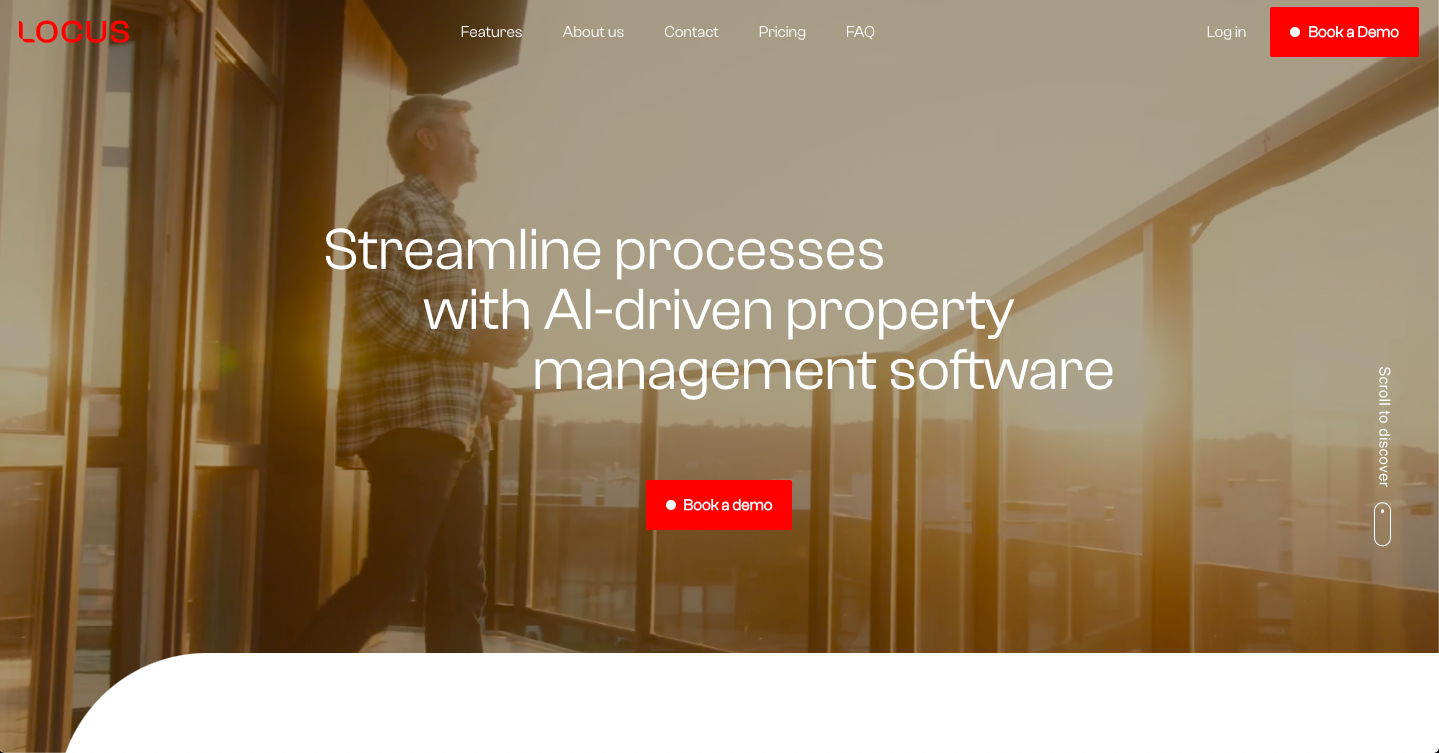 LOCUS
Features
About us
Contact
Pricing
FAQ
Log in
Book a Demo
Streamline processes
with AI-driven property
management software
Scroll to discover
Book a demo